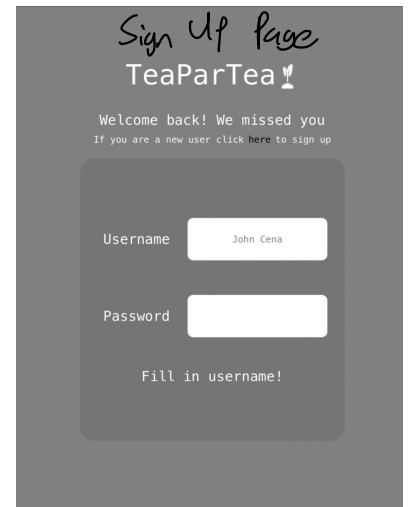 Sign Up Page
TeaParTea
Welcome back! We missed you
If you are a new user click here to sign up
Username John Cena
Password
Fill in username!